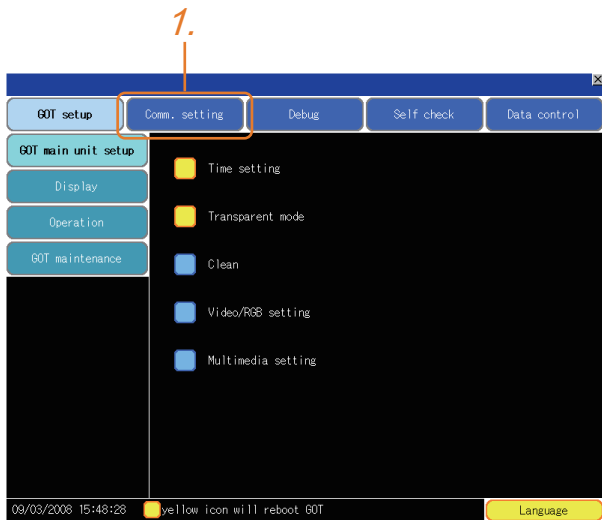 1.
GOT setup Comm. setting Debug Self check Data control
GOT main unit setup
Time setting
Display
Transparent mode
Operation
GOT maintenance
Clean
Video/RGB setting
Multimedia setting
09/03/2008 15:48:28 yellow icon will reboot GOT Language